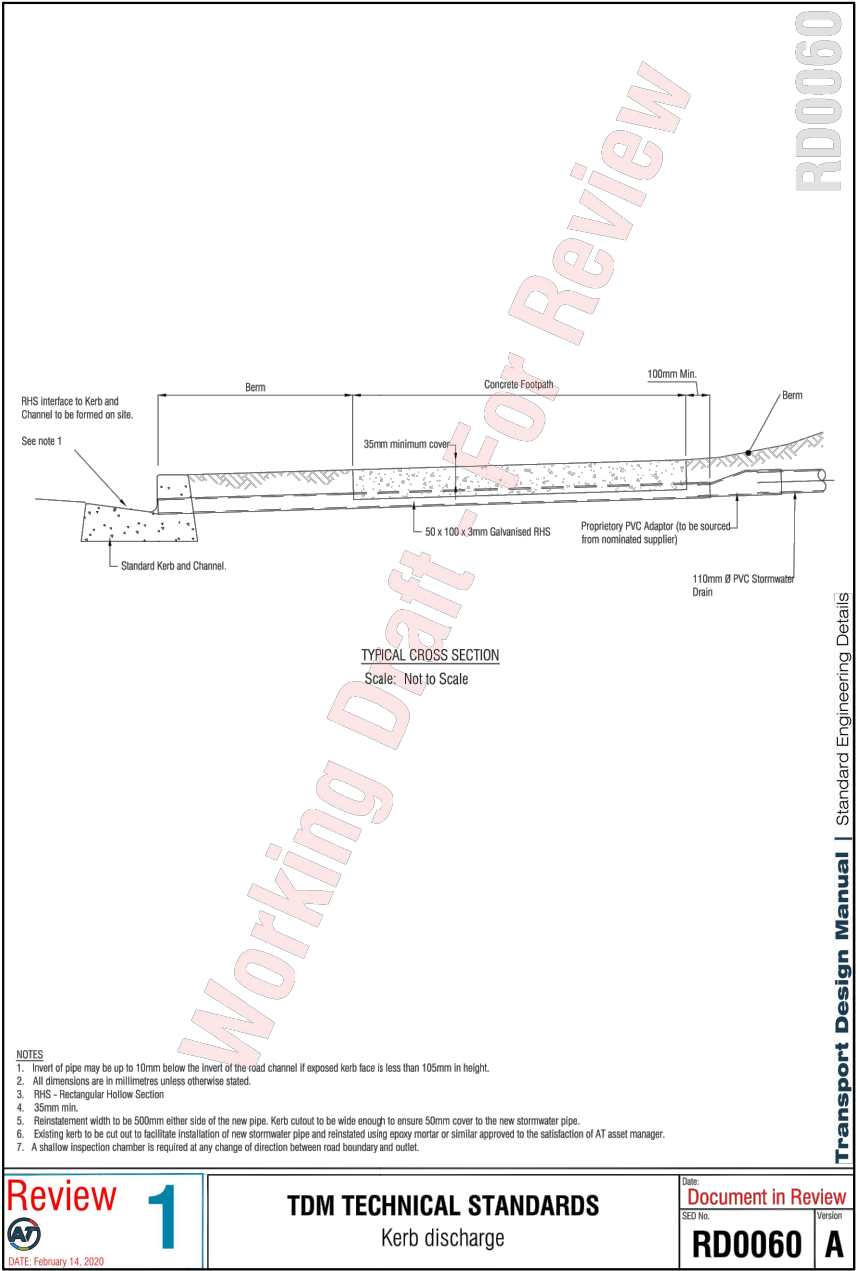 RD0060
Working Draft - For Review
100mm Min.
Berm
Concrete Footpath
Berm
RHS interface to Kerb and
Channel to be formed on site.
See note 1
35mm minimum cover
50 x 100 x 3mm Galvanised RHS
Proprietory PVC Adaptor (to be sourced
from nominated supplier)
Standard Kerb and Channel.
110mm Ø PVC Stormwater
Drain
TYPICAL CROSS SECTION
Scale: Not to Scale
Transport Design Manual | Standard Engineering Details
NOTES
1. Invert of pipe may be up to 10mm below the invert of the road channel if exposed kerb face is less than 105mm in height.
2. All dimensions are in millimetres unless otherwise stated.
3. RHS - Rectangular Hollow Section
4. 35mm min.
5. Reinstatement width to be 500mm either side of the new pipe. Kerb cutout to be wide enough to ensure 50mm cover to the new stormwater pipe.
6. Existing kerb to be cut out to facilitate installation of new stormwater pipe and reinstated using epoxy mortar or similar approved to the satisfaction of AT asset manager.
7. A shallow inspection chamber is required at any change of direction between road boundary and outlet.
Review 1
AT
DATE: February 14, 2020
TDM TECHNICAL STANDARDS
Kerb discharge
Date:
Document in Review
SED No. Version
RD0060 A